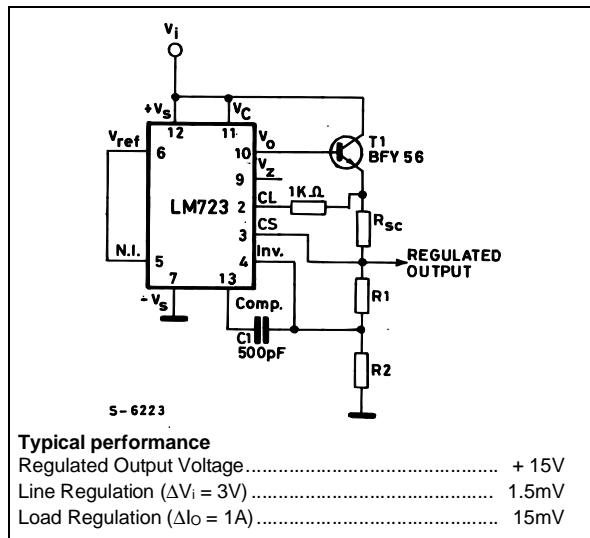 Vi
+Vs VC
12 11
Vref Vo
6 10 T1
BFY 56
Vz
9
1KΩ
LM723 2 CL
Rsc
3 CS
REGULATED
OUTPUT
N.I. 5 4 Inv.
7 13 R1
-Vs Comp.
C1
500pF
R2
S-6223
Typical performance
Regulated Output Voltage................................................ + 15V
Line Regulation (ΔVi = 3V) .............................................. 1.5mV
Load Regulation (ΔIO = 1A)............................................. 15mV